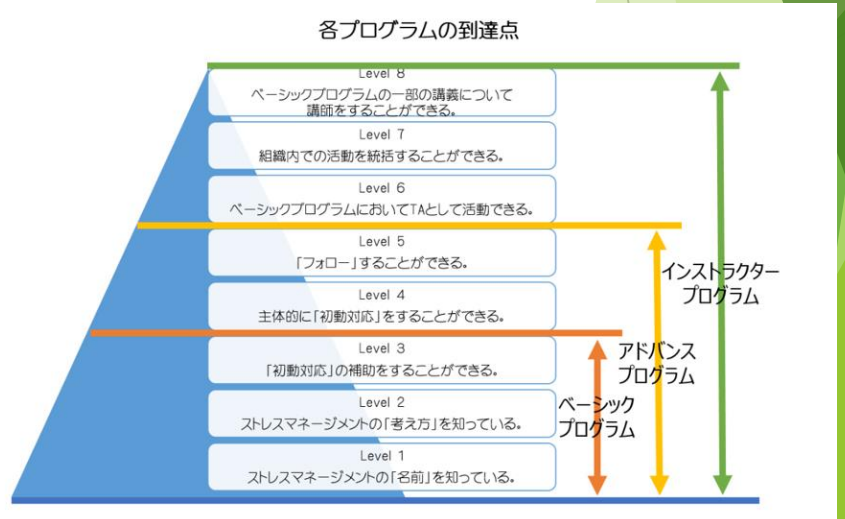 各プログラムの到達点
Level 8
ベーシックプログラムの一部の講義について
講師をすることができる。
Level 7
組織内での活動を統括することができる。
Level 6
ベーシックプログラムにおいてTAとして活動できる。
Level 5
「フォロー」することができる。
Level 4
主体的に「初動対応」をすることができる。
Level 3
「初動対応」の補助をすることができる。
Level 2
ストレスマネージメントの「考え方」を知っている。
Level 1
ストレスマネージメントの「名前」を知っている。
インストラクター
プログラム
アドバンス
プログラム
ベーシック
プログラム